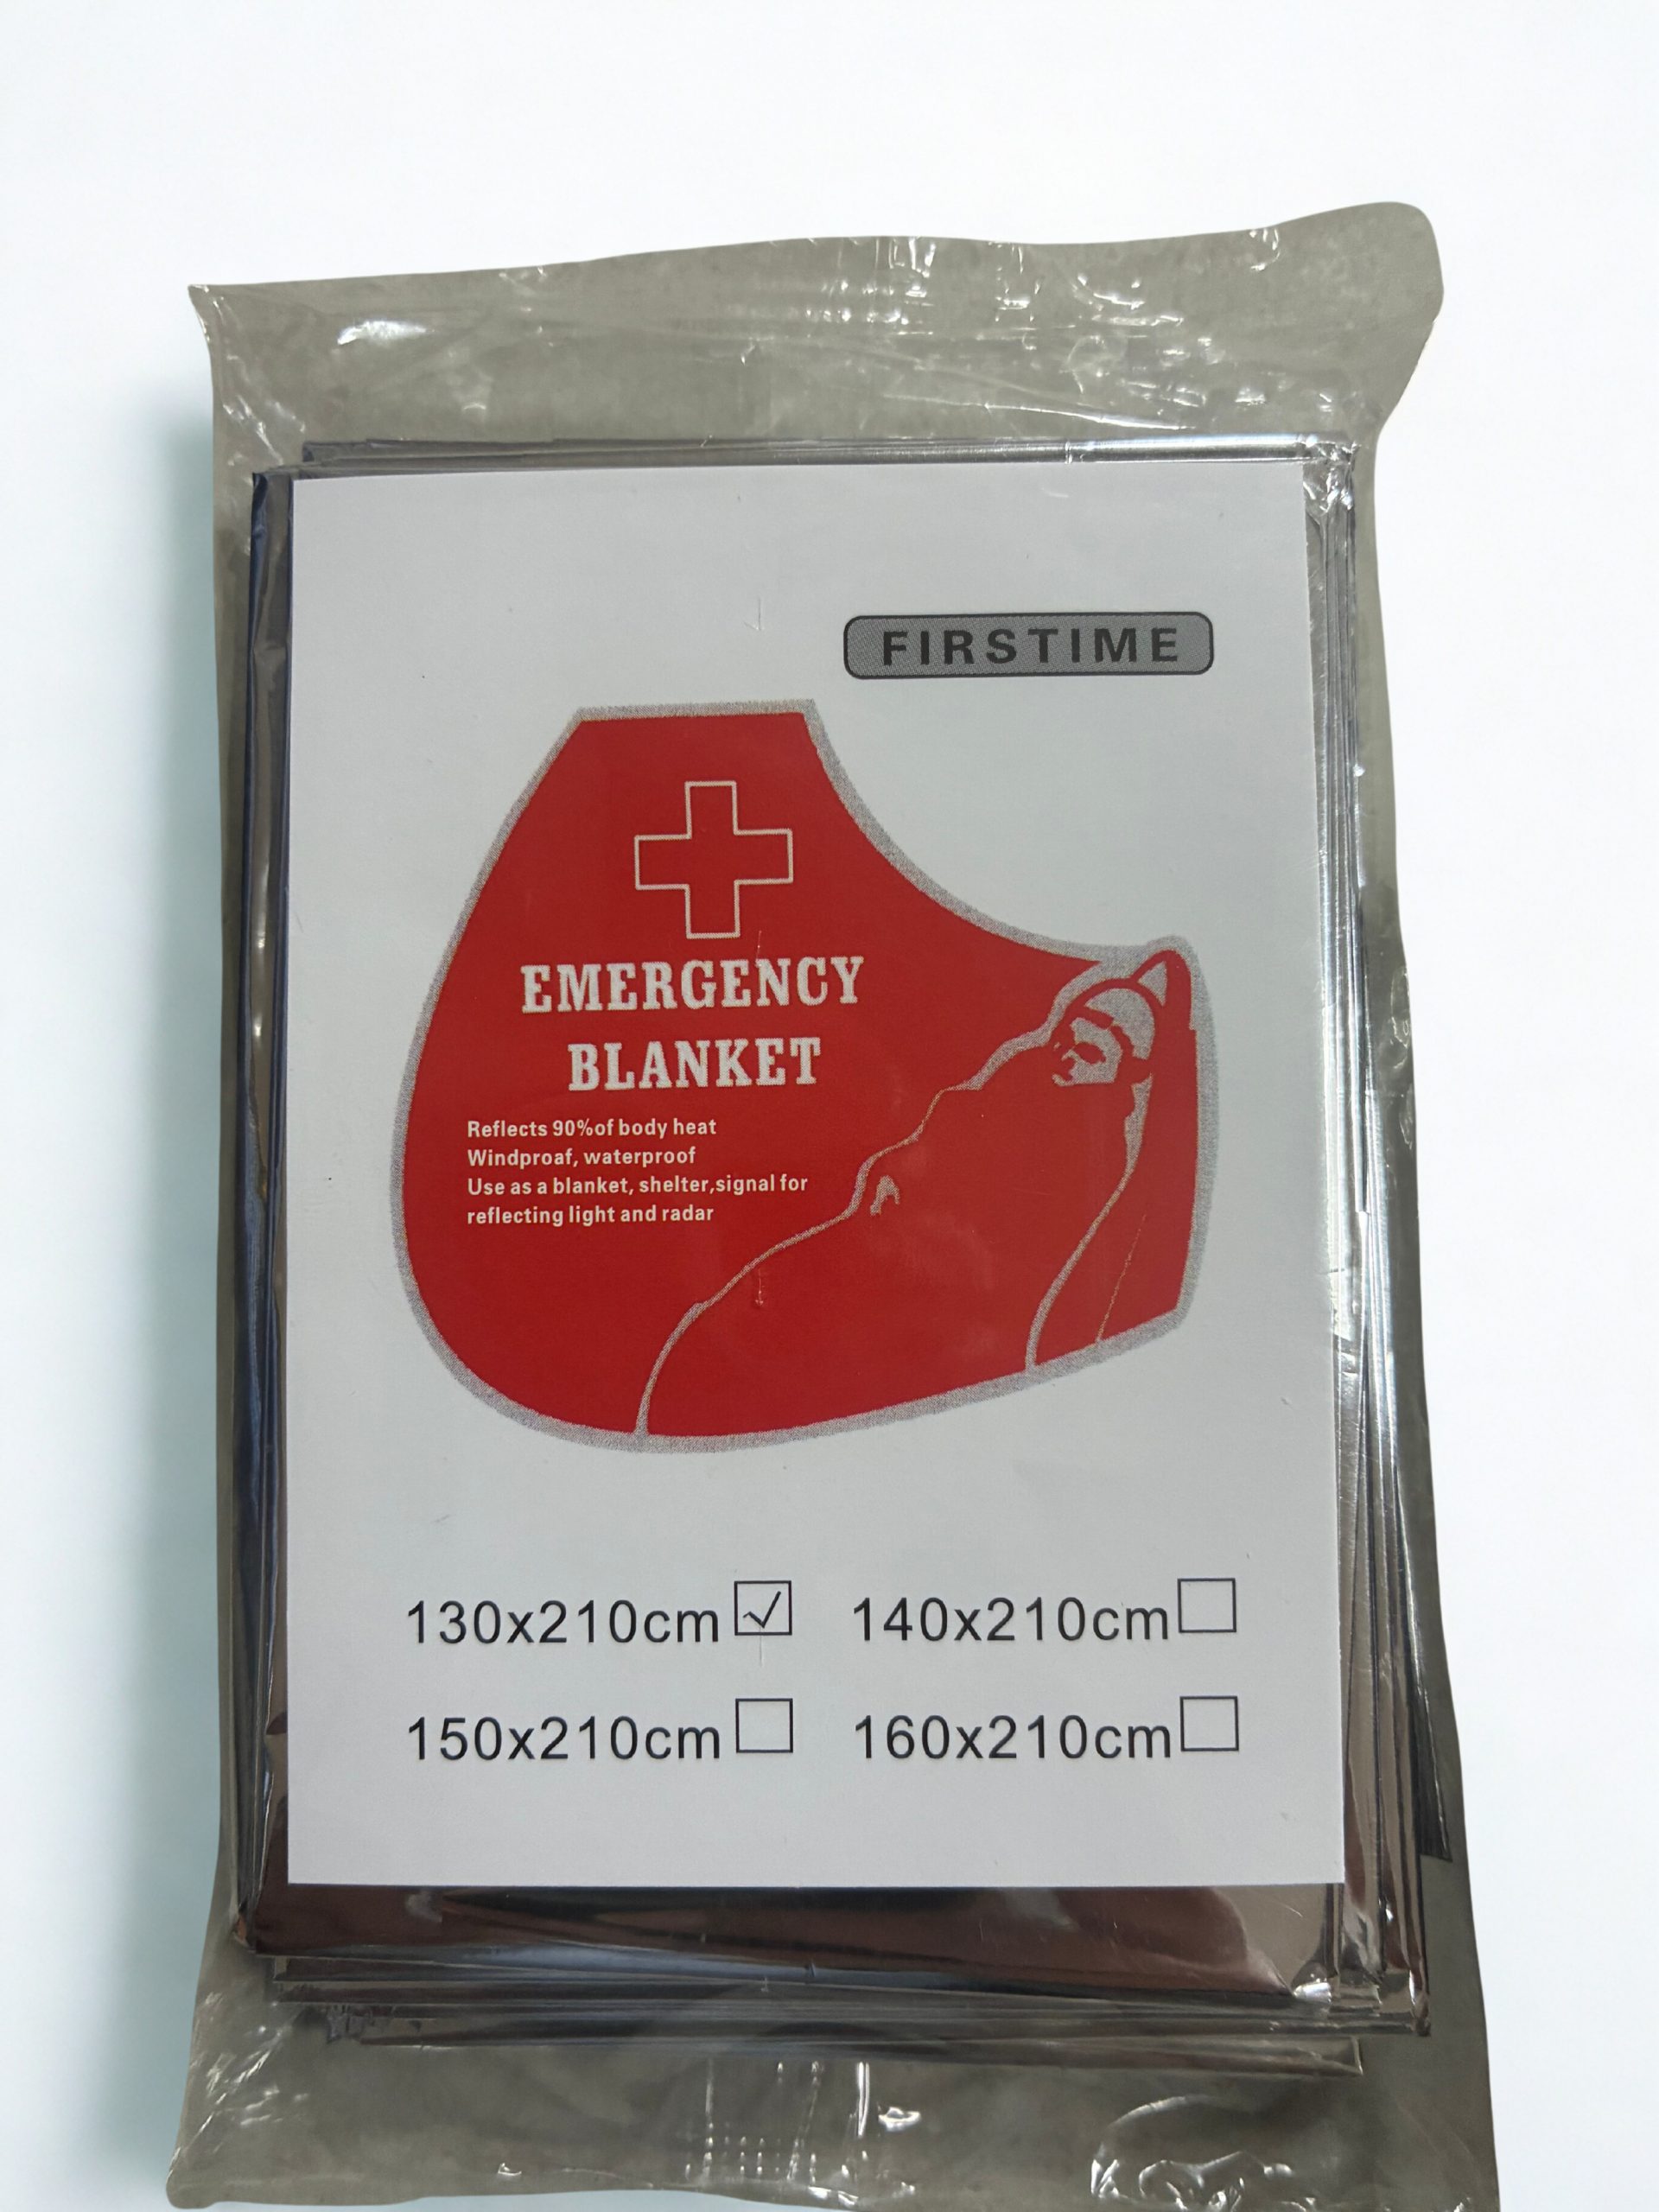 FIRSTIME
EMERGENCY
BLANKET
Reflects 90%of body heat
Windproaf, waterproof
Use as a blanket, shelter,signal for
reflecting light and radar
130x210cm ☑ 140x210cm ☐
150x210cm ☐ 160x210cm ☐